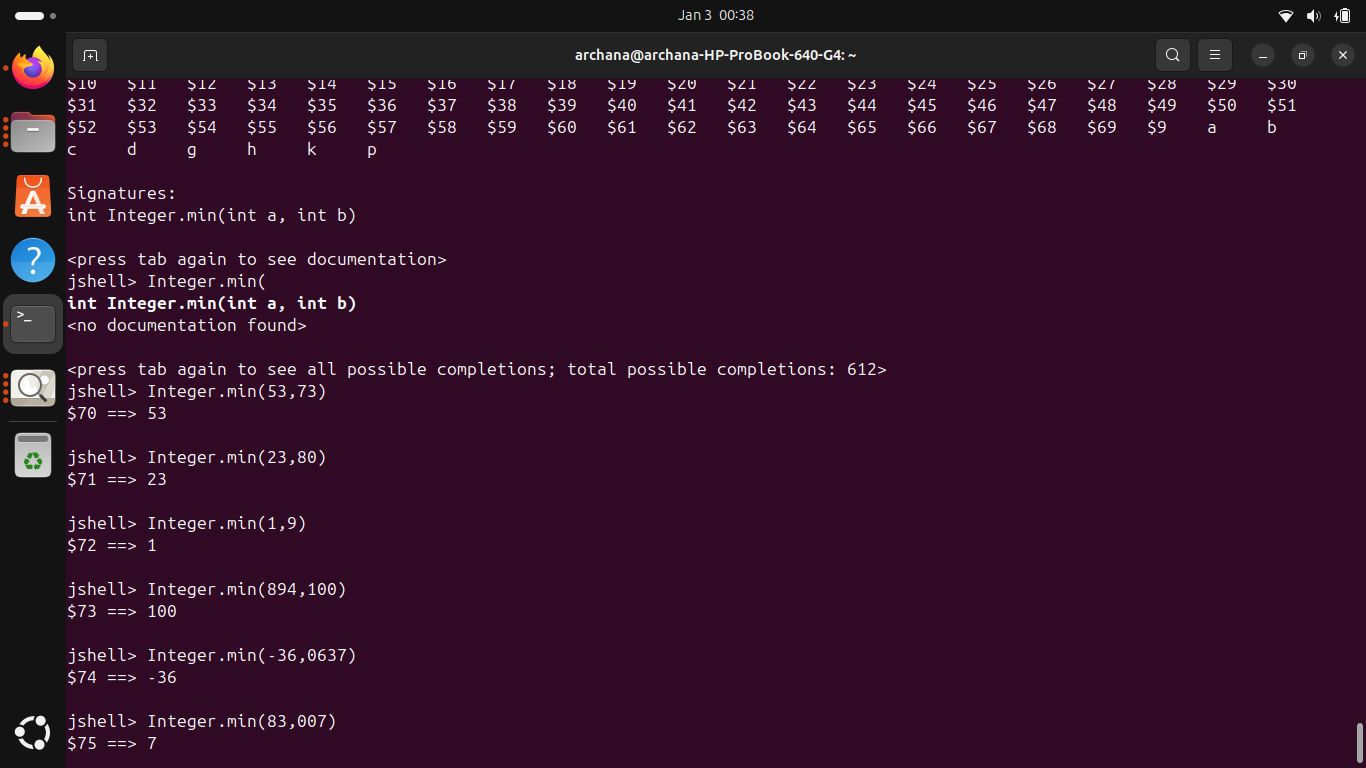 Jan 3 00:38
archana@archana-HP-ProBook-640-G4: ~
$10 $11 $12 $13 $14 $15 $16 $17 $18 $19 $20 $21 $22 $23 $24 $25 $26 $27 $28 $29 $30
$31 $32 $33 $34 $35 $36 $37 $38 $39 $40 $41 $42 $43 $44 $45 $46 $47 $48 $49 $50 $51
$52 $53 $54 $55 $56 $57 $58 $59 $60 $61 $62 $63 $64 $65 $66 $67 $68 $69 $9 a b
c d g h k p
Signatures:
int Integer.min(int a, int b)
<press tab again to see documentation>
jshell> Integer.min(
int Integer.min(int a, int b)
<no documentation found>
<press tab again to see all possible completions; total possible completions: 612>
jshell> Integer.min(53,73)
$70 ==> 53
jshell> Integer.min(23,80)
$71 ==> 23
jshell> Integer.min(1,9)
$72 ==> 1
jshell> Integer.min(894,100)
$73 ==> 100
jshell> Integer.min(-36,0637)
$74 ==> -36
jshell> Integer.min(83,007)
$75 ==> 7